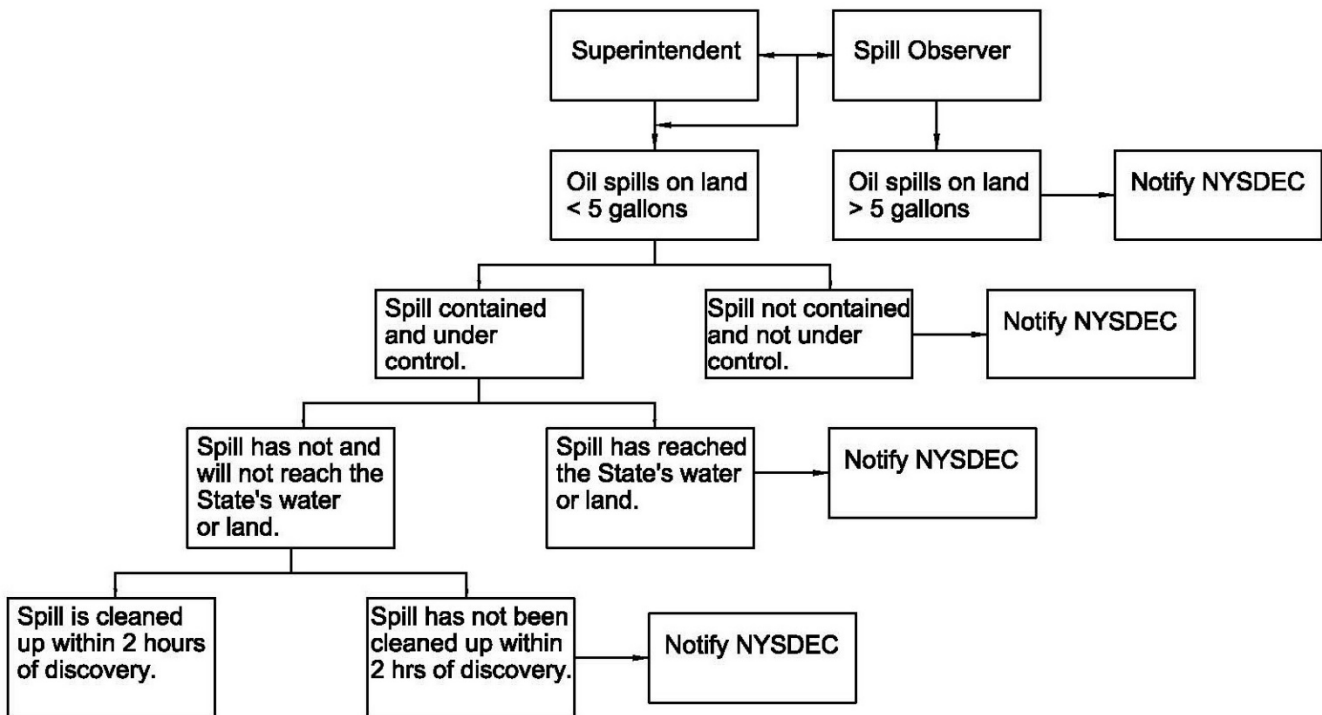 Superintendent
Spill Observer
Oil spills on land
< 5 gallons
Oil spills on land
> 5 gallons
Notify NYSDEC
Spill contained
and under
control.
Spill not contained
and not under
control.
Notify NYSDEC
Spill has not and
will not reach the
State's water
or land.
Spill has reached
the State's water
or land.
Notify NYSDEC
Spill is cleaned
up within 2 hours
of discovery.
Spill has not been
cleaned up within
2 hrs of discovery.
Notify NYSDEC